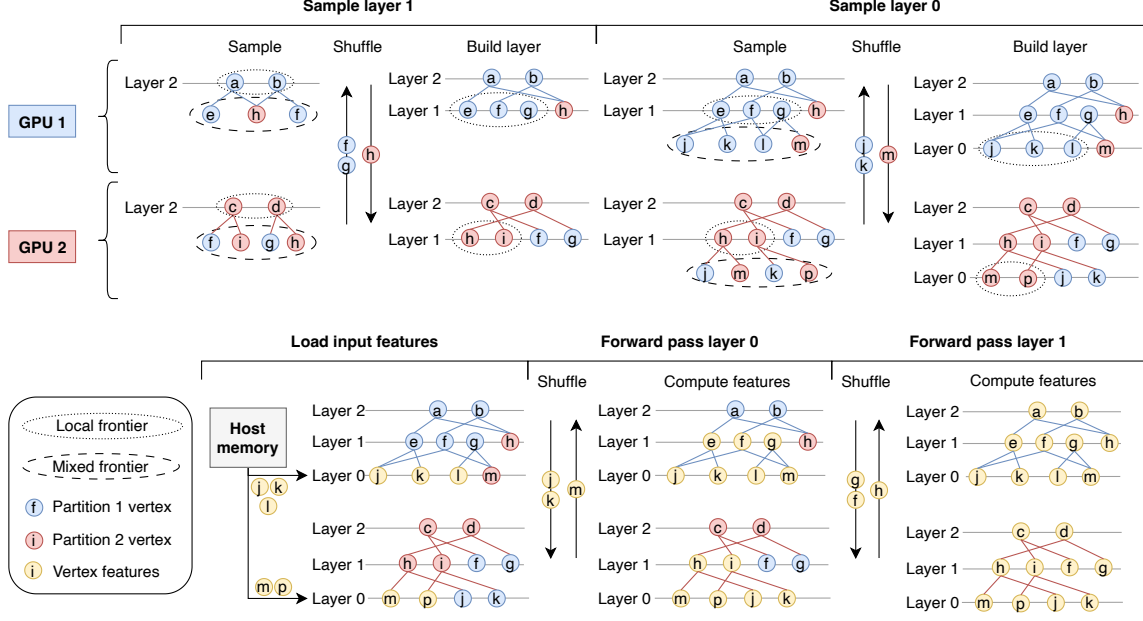 Sample layer 1
Sample layer 0
Sample Shuffle Build layer Sample Shuffle Build layer
GPU 1
Layer 2 a b
e h f
f
g
h
Layer 2 a b
Layer 1 e f g h
Layer 2 a b
Layer 1 e f g h
j k l m
j
k
m
Layer 2 a b
Layer 1 e f g h
Layer 0 j k l m
GPU 2
Layer 2 c d
f i g h
Layer 2 c d
Layer 1 h i f g
Layer 2 c d
Layer 1 h i f g
j m k p
Layer 2 c d
Layer 1 h i f g
Layer 0 m p j k
Load input features
Forward pass layer 0
Forward pass layer 1
Shuffle Compute features Shuffle Compute features
Local frontier
Mixed frontier
f Partition 1 vertex
i Partition 2 vertex
i Vertex features
Host
memory
j k
l
m p
Layer 2 a b
Layer 1 e f g h
Layer 0 j k l m
Layer 2 c d
Layer 1 h i f g
Layer 0 m p j k
j
k
m
Layer 2 a b
Layer 1 e f g h
Layer 0 j k l m
Layer 2 c d
Layer 1 h i f g
Layer 0 m p j k
g
f
h
Layer 2 a b
Layer 1 e f g h
Layer 0 j k l m
Layer 2 c d
Layer 1 h i f g
Layer 0 m p j k